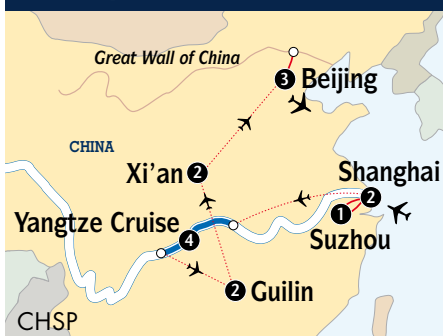 Great Wall of China
3 Beijing
CHINA
Xi'an 2
Shanghai
2
Yangtze Cruise
4
1
Suzhou
2 Guilin
CHSP